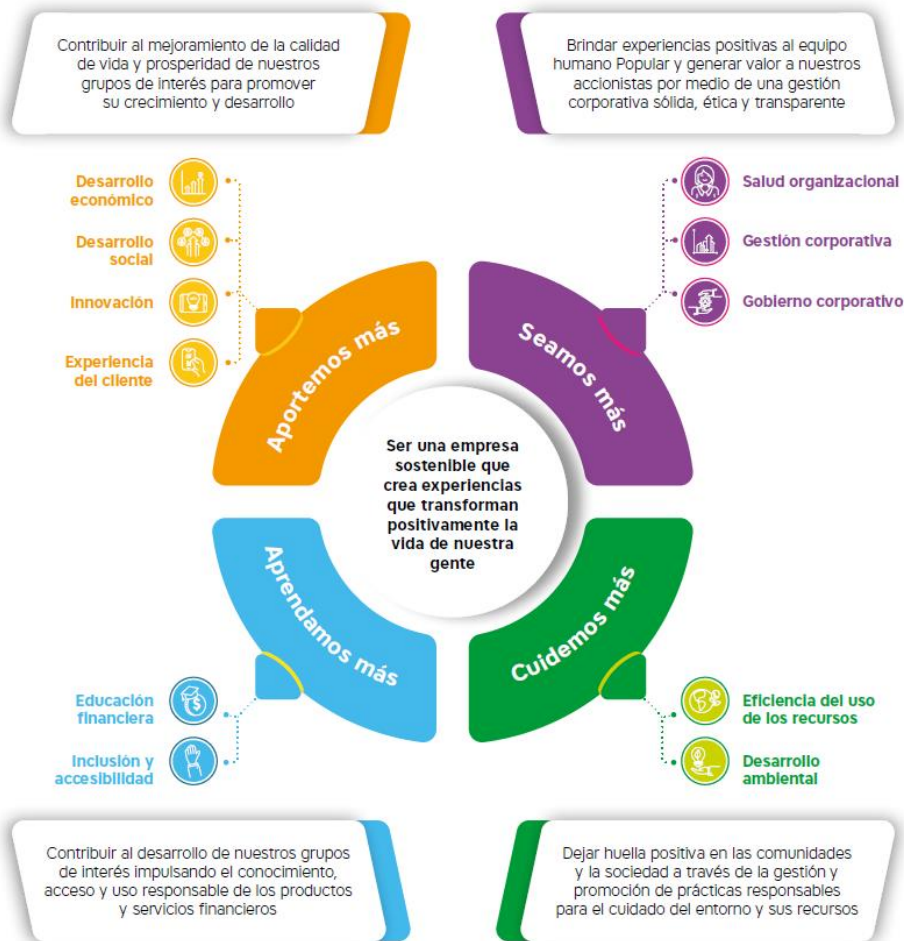 Contribuir al mejoramiento de la calidad
de vida y prosperidad de nuestros
grupos de interés para promover
su crecimiento y desarrollo
Brindar experiencias positivas al equipo
humano Popular y generar valor a nuestros
accionistas por medio de una gestión
corporativa sólida, ética y transparente
Desarrollo
económico
Desarrollo
social
Innovación
Experiencia
del cliente
Salud organizacional
Gestión corporativa
Gobierno corporativo
Aportemos más
Seamos más
Ser una empresa
sostenible que
crea experiencias
que transforman
positivamente la
vida de nuestra
gente
Aprendamos más
Cuidemos más
Educación
financiera
Inclusión y
accesibilidad
Eficiencia del uso
de los recursos
Desarrollo
ambiental
Contribuir al desarrollo de nuestros grupos
de interés impulsando el conocimiento,
acceso y uso responsable de los productos
y servicios financieros
Dejar huella positiva en las comunidades
y la sociedad a través de la gestión y
promoción de prácticas responsables
para el cuidado del entorno y sus recursos